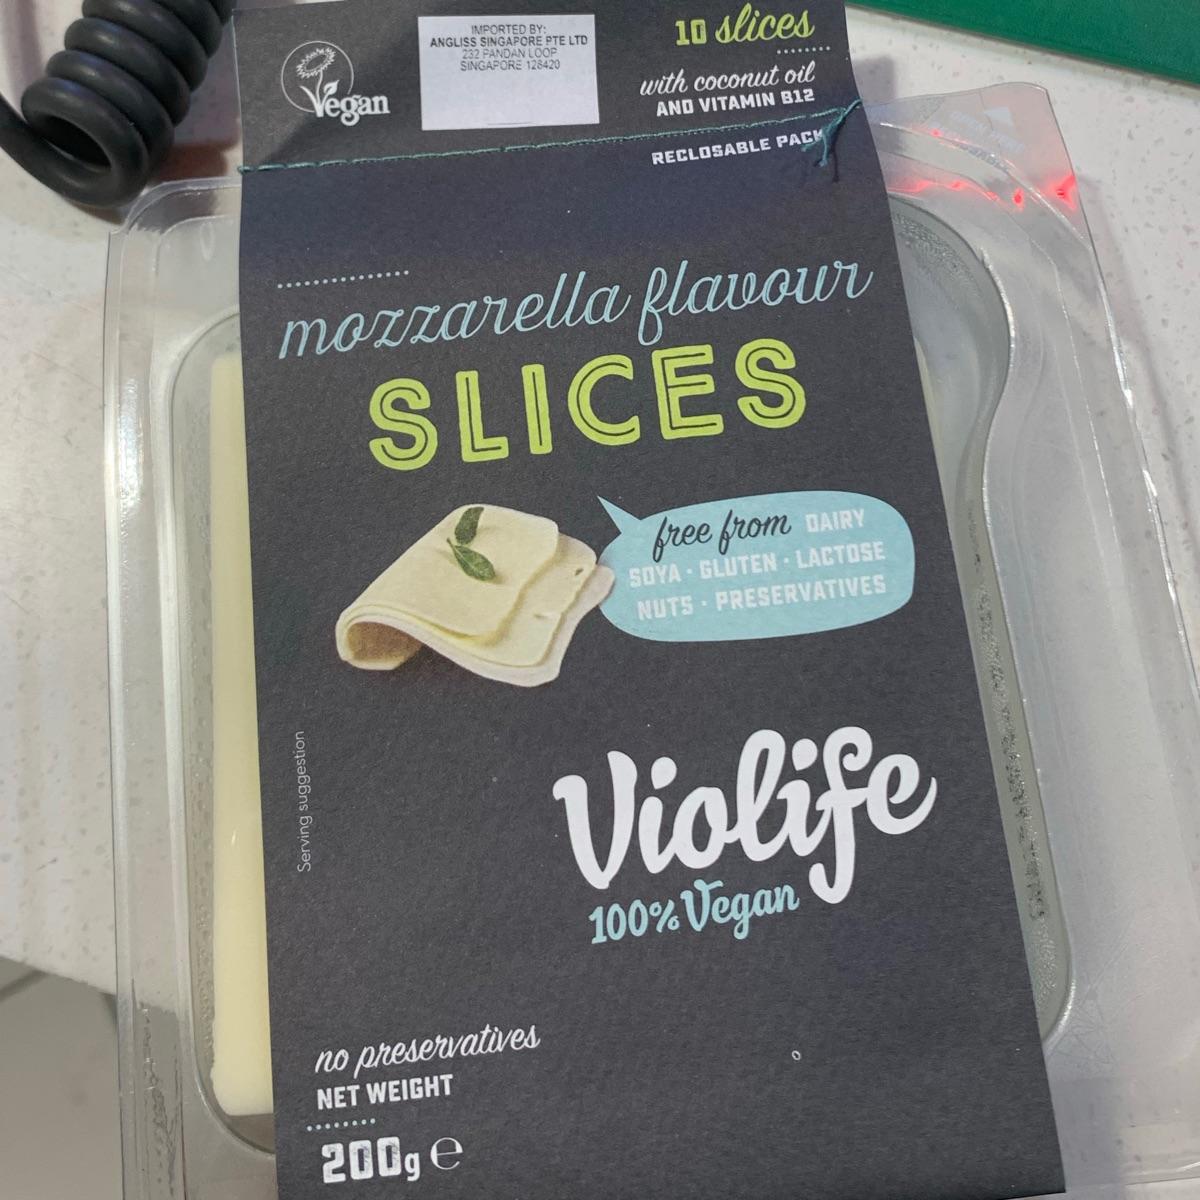 Vegan
IMPORTED BY:
ANGLISS SINGAPORE PTE LTD
232 PANDAN LOOP
SINGAPORE 128420
10 slices
with coconut oil
AND VITAMIN B12
RECLOSABLE PACK
mozzarella flavour
SLICES
free from DAIRY
SOYA · GLUTEN · LACTOSE
NUTS · PRESERVATIVES
Serving suggestion
Violife
100% Vegan
no preservatives
NET WEIGHT
200g e